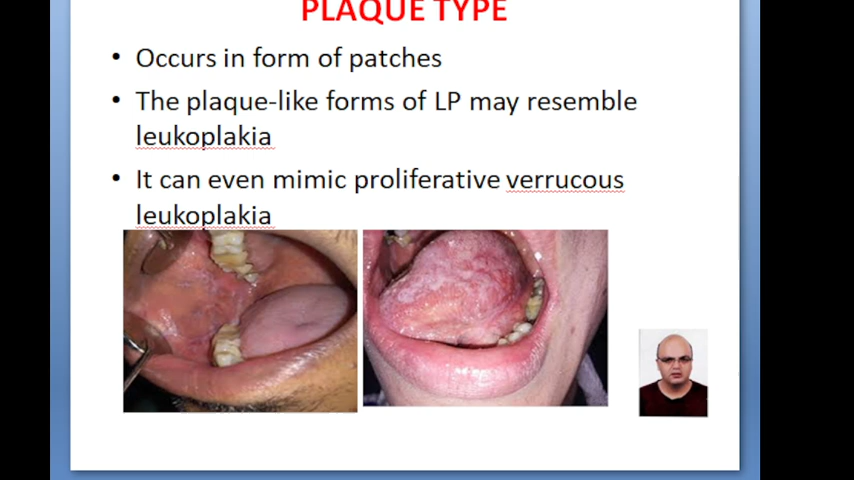 PLAQUE TYPE
• Occurs in form of patches
• The plaque-like forms of LP may resemble
leukoplakia
• It can even mimic proliferative verrucous
leukoplakia